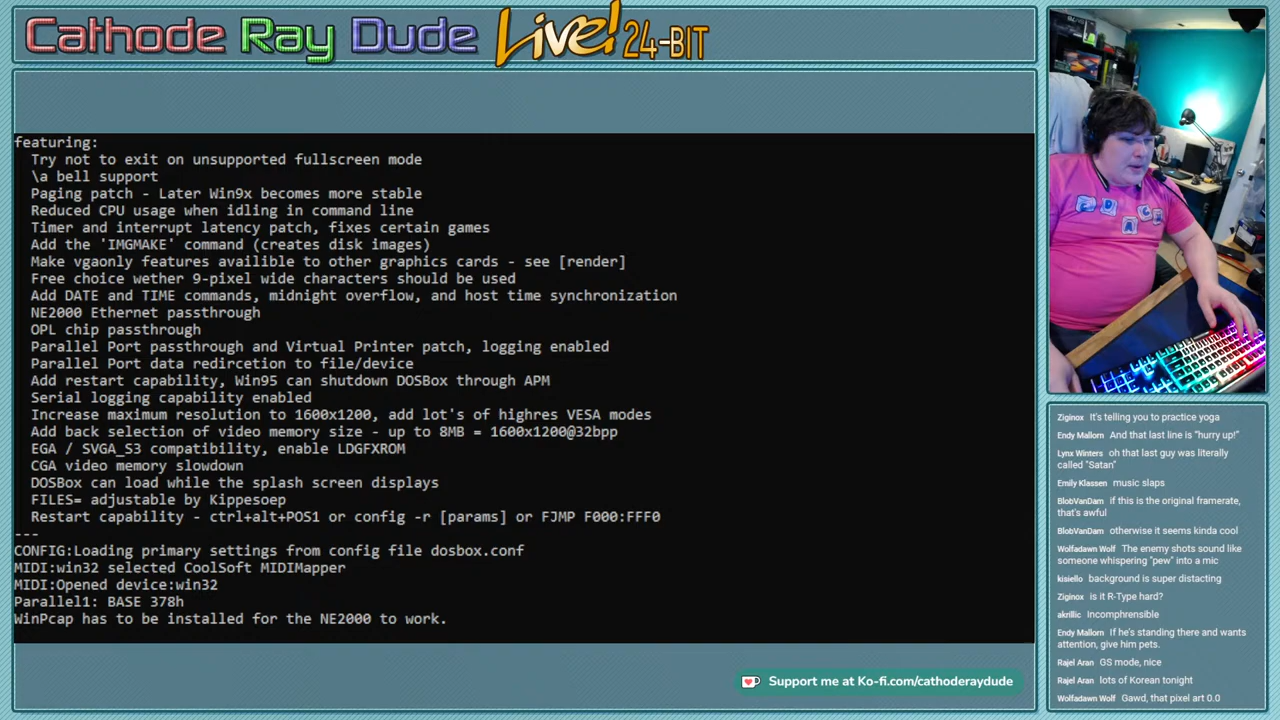 Cathode Ray Dude Live! 24-BIT
featuring:
Try not to exit on unsupported fullscreen mode
\a bell support
Paging patch - Later Win9x becomes more stable
Reduced CPU usage when idling in command line
Timer and interrupt latency patch, fixes certain games
Add the 'IMGMAKE' command (creates disk images)
Make vgaonly features availible to other graphics cards - see [render]
Free choice wether 9-pixel wide characters should be used
Add DATE and TIME commands, midnight overflow, and host time synchronization
NE2000 Ethernet passthrough
OPL chip passthrough
Parallel Port passthrough and Virtual Printer patch, logging enabled
Parallel Port data redircetion to file/device
Add restart capability, Win95 can shutdown DOSBox through APM
Serial logging capability enabled
Increase maximum resolution to 1600x1200, add lot's of highres VESA modes
Add back selection of video memory size - up to 8MB = 1600x1200@32bpp
EGA / SVGA_S3 compatibility, enable LDGFXROM
CGA video memory slowdown
DOSBox can load while the splash screen displays
FILES= adjustable by Kippesoep
Restart capability - ctrl+alt+POS1 or config -r [params] or FJMP F000:FFF0
---
CONFIG:Loading primary settings from config file dosbox.conf
MIDI:win32 selected CoolSoft MIDIMapper
MIDI:Opened device:win32
Parallel1: BASE 378h
WinPcap has to be installed for the NE2000 to work.
Support me at Ko-fi.com/cathoderaydude
C D C
A
Ziginox It's telling you to practice yoga
Endy Mallorn And that last line is "hurry up!"
Lynx Winters oh that last guy was literally
called "Satan"
Emily Klassen music slaps
BlobVanDam if this is the original framerate,
that's awful
BlobVanDam otherwise it seems kinda cool
Wolfadawn Wolf The enemy shots sound like
someone whispering "pew" into a mic
kisiello background is super distacting
Ziginox is it R-Type hard?
akrillic Incomphrensible
Endy Mallorn If he's standing there and wants
attention, give him pets.
Rajel Aran GS mode, nice
Rajel Aran lots of Korean tonight
Wolfadawn Wolf Gawd, that pixel art 0.0